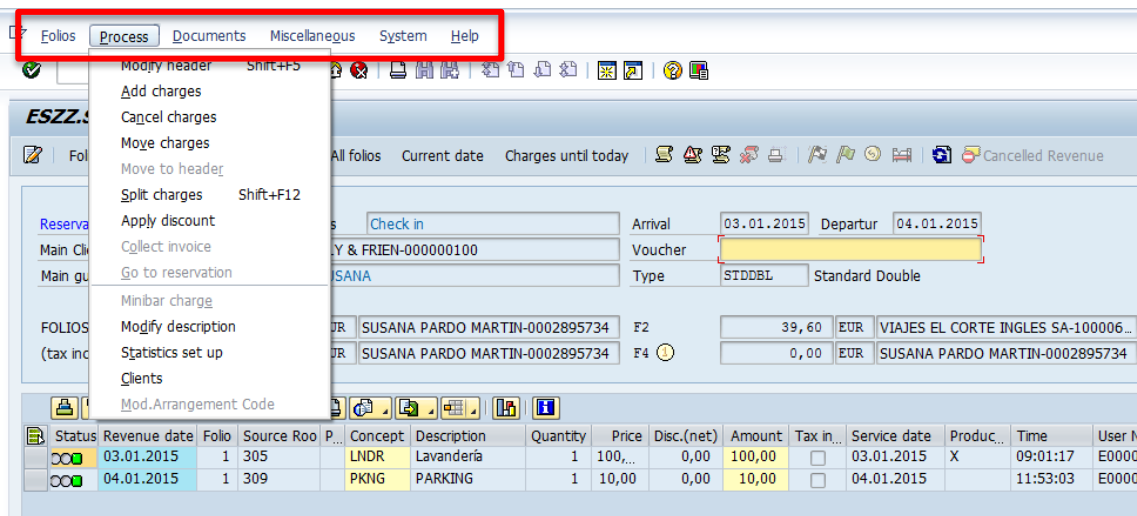 Folios Process Documents Miscellaneous System Help
Modify header Shift+F5
Add charges
Cancel charges
Move charges
Move to header
Split charges Shift+F12
Apply discount
Collect invoice
Go to reservation
Minibar charge
Modify description
Statistics set up
Clients
Mod.Arrangement Code
ESZZ.S
Fol All folios Current date Charges until today Cancelled Revenue
Reserva s Check in Arrival 03.01.2015 Departur 04.01.2015
Main Clie LY & FRIEN-000000100 Voucher
Main gu USANA Type STDDBL Standard Double
FOLIOS UR SUSANA PARDO MARTIN-0002895734 F2 39,60 EUR VIAJES EL CORTE INGLES SA-100006...
(tax inc UR SUSANA PARDO MARTIN-0002895734 F4 0,00 EUR SUSANA PARDO MARTIN-0002895734
Status Revenue date Folio Source Roo P... Concept Description Quantity Price Disc.(net) Amount Tax in... Service date Produc... Time User N
03.01.2015 1 305 LNDR Lavandería 1 100,... 0,00 100,00 03.01.2015 X 09:01:17 E0000
04.01.2015 1 309 PKNG PARKING 1 10,00 0,00 10,00 04.01.2015 11:53:03 E0000